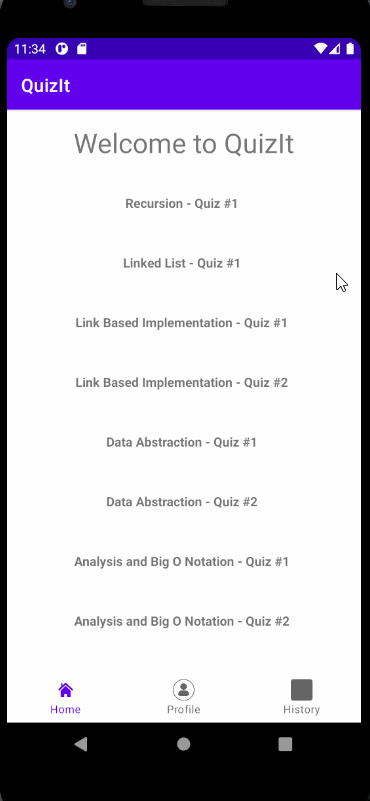 11:34
QuizIt
Welcome to QuizIt
Recursion - Quiz #1
Linked List - Quiz #1
Link Based Implementation - Quiz #1
Link Based Implementation - Quiz #2
Data Abstraction - Quiz #1
Data Abstraction - Quiz #2
Analysis and Big O Notation - Quiz #1
Analysis and Big O Notation - Quiz #2
Home Profile History